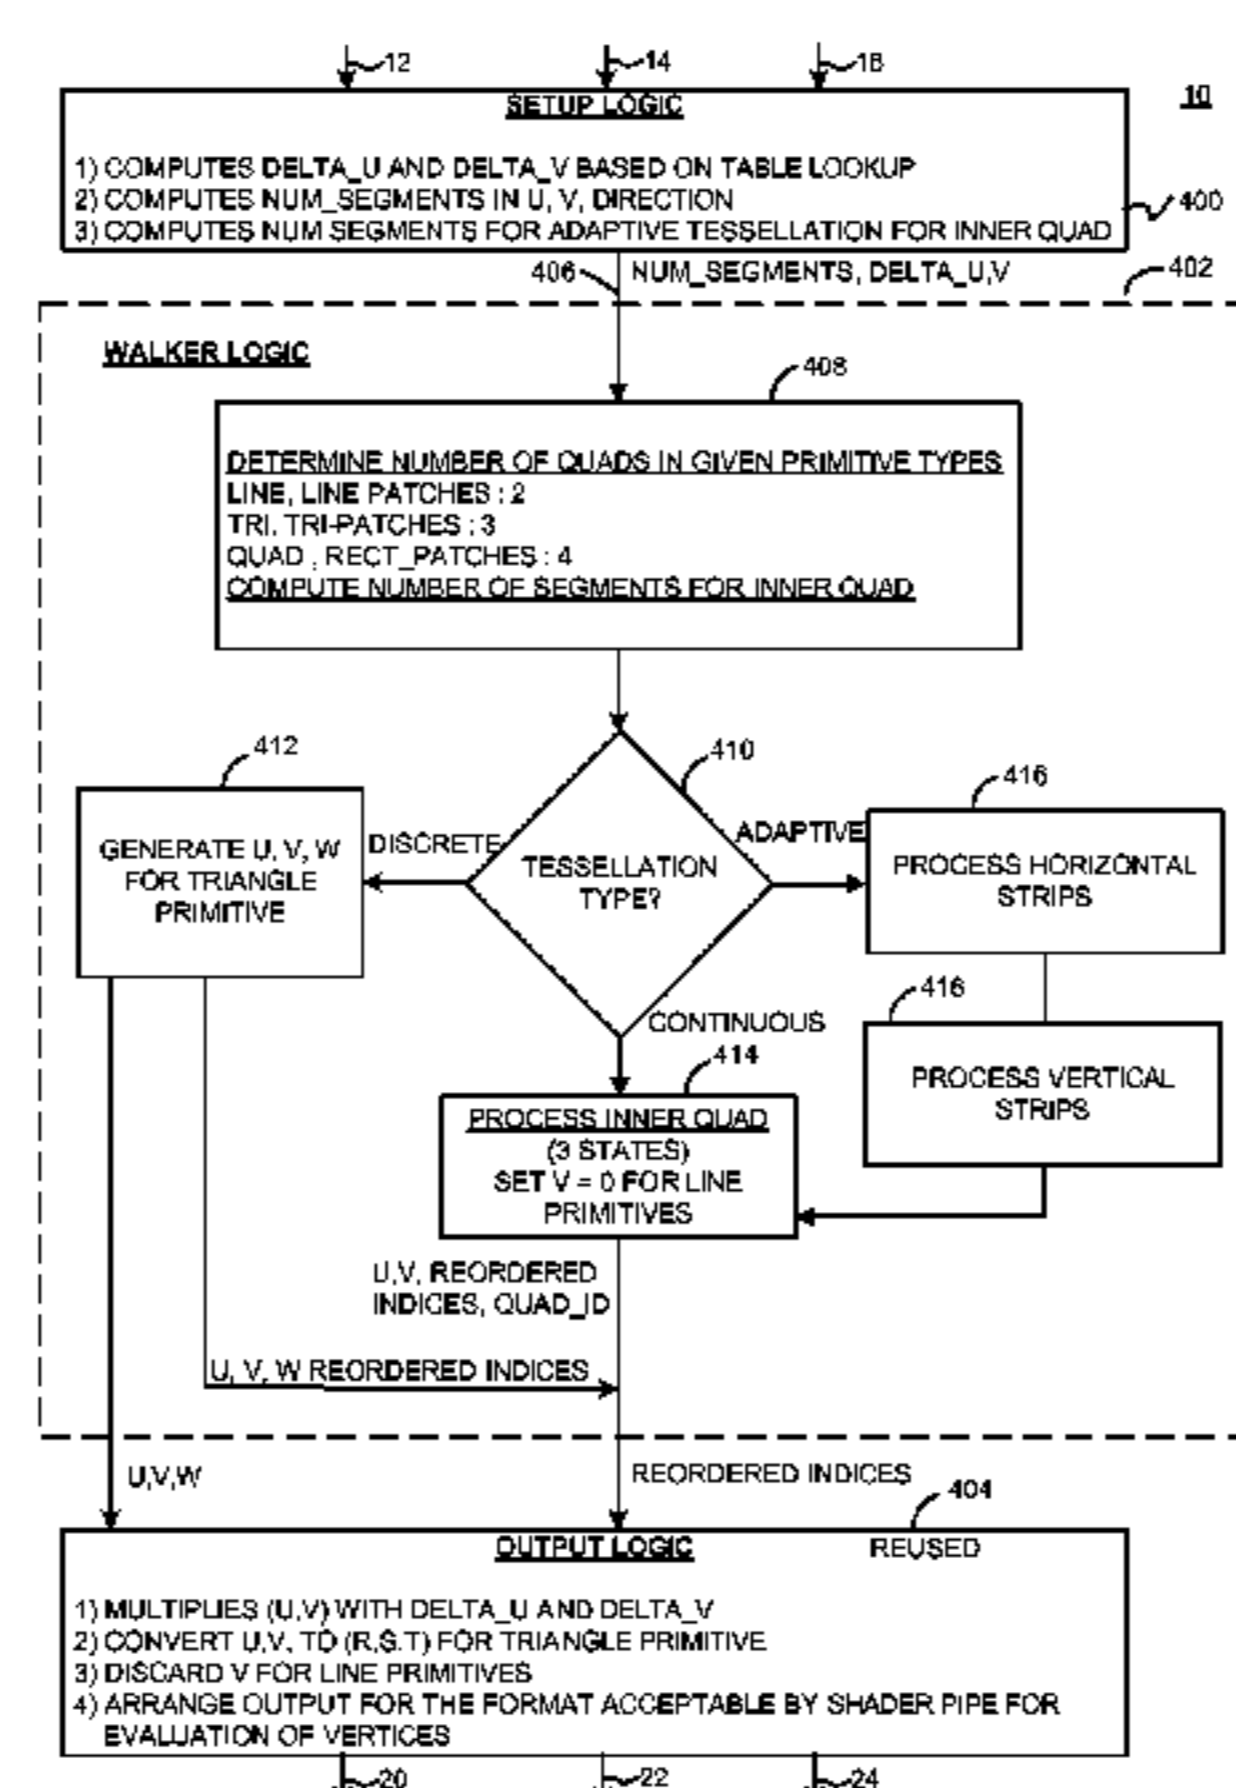 12
14
16
10
SETUP LOGIC
1) COMPUTES DELTA_U AND DELTA_V BASED ON TABLE LOOKUP
2) COMPUTES NUM_SEGMENTS IN U, V, DIRECTION
3) COMPUTES NUM SEGMENTS FOR ADAPTIVE TESSELLATION FOR INNER QUAD
400
406
NUM_SEGMENTS, DELTA_U,V
402
WALKER LOGIC
408
DETERMINE NUMBER OF QUADS IN GIVEN PRIMITIVE TYPES
LINE, LINE PATCHES : 2
TRI, TRI-PATCHES : 3
QUAD , RECT_PATCHES : 4
COMPUTE NUMBER OF SEGMENTS FOR INNER QUAD
412
GENERATE U, V, W
FOR TRIANGLE
PRIMITIVE
DISCRETE
410
TESSELLATION
TYPE?
ADAPTIVE
416
PROCESS HORIZONTAL
STRIPS
416
PROCESS VERTICAL
STRIPS
CONTINUOUS
414
PROCESS INNER QUAD
(3 STATES)
SET V = 0 FOR LINE
PRIMITIVES
U,V, REORDERED
INDICES, QUAD_ID
U, V, W REORDERED INDICES
U,V,W
REORDERED INDICES
404
OUTPUT LOGIC
REUSED
1) MULTIPLIES (U,V) WITH DELTA_U AND DELTA_V
2) CONVERT U,V, TO (R,S,T) FOR TRIANGLE PRIMITIVE
3) DISCARD V FOR LINE PRIMITIVES
4) ARRANGE OUTPUT FOR THE FORMAT ACCEPTABLE BY SHADER PIPE FOR
EVALUATION OF VERTICES
20
22
24